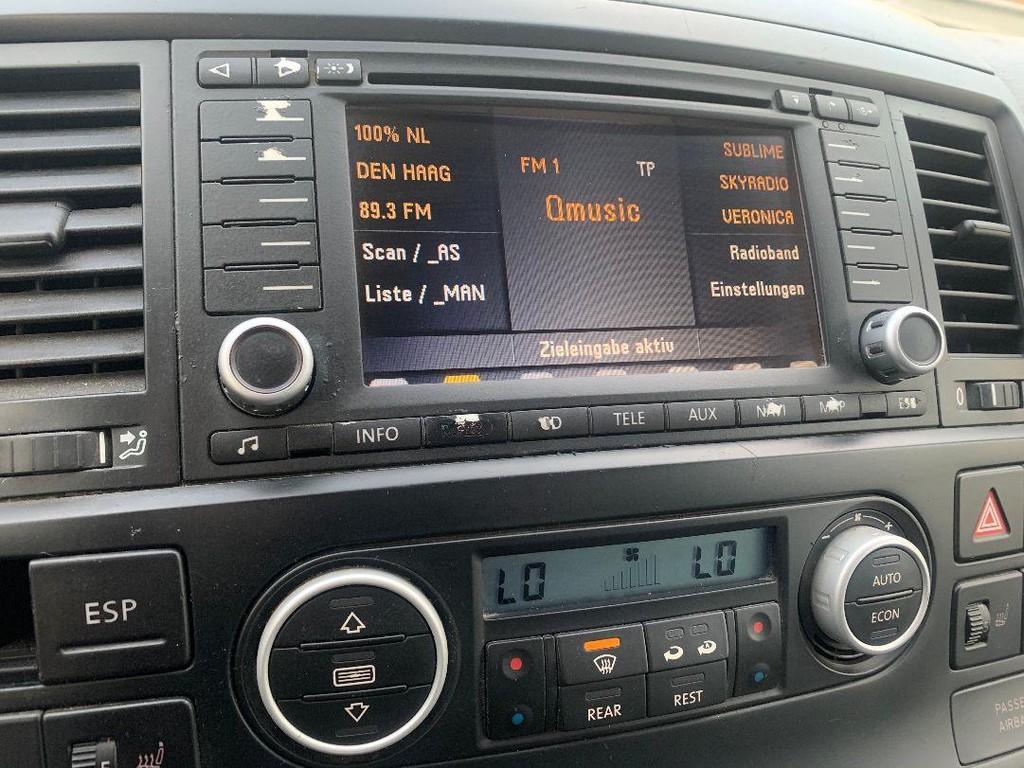 100% NL
DEN HAAG
89.3 FM
Scan / _AS
Liste / _MAN
FM 1 TP
Qmusic
SUBLIME
SKYRADIO
VERONICA
Radioband
Einstellungen
Zieleingabe aktiv
INFO TELE AUX NAVI MAP
0
ESP
LO LO
AUTO
ECON
REAR
REST